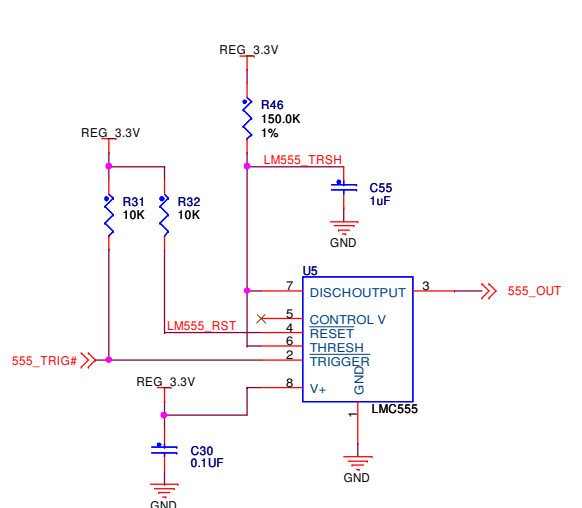 REG_3.3V
R46
150.0K
1%
REG_3.3V
LM555_TRSH
C55
1uF
R31
10K
R32
10K
GND
U5
7
DISCHOUTPUT
3
555_OUT
5
CONTROL V
LM555_RST
4
RESET
6
THRESH
555_TRIG#
2
TRIGGER
REG_3.3V
8
V+
GND
LMC555
1
C30
0.1UF
GND
GND